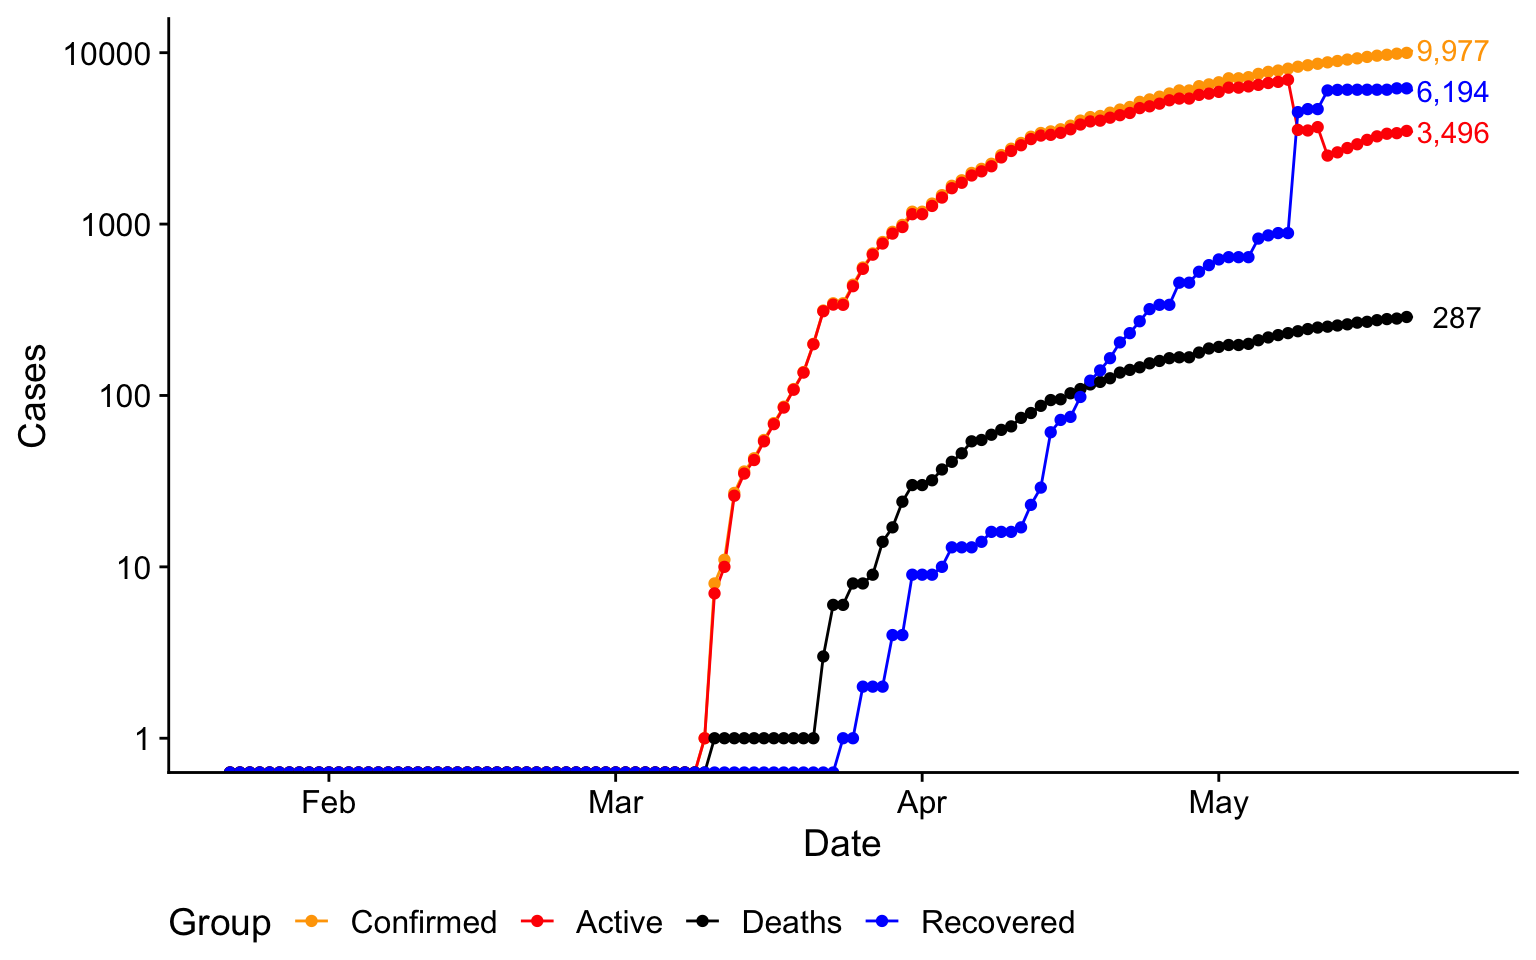 10000
1000
100
10
1
Cases
9,977
6,194
3,496
287
Feb Mar Apr May
Date
Group Confirmed Active Deaths Recovered